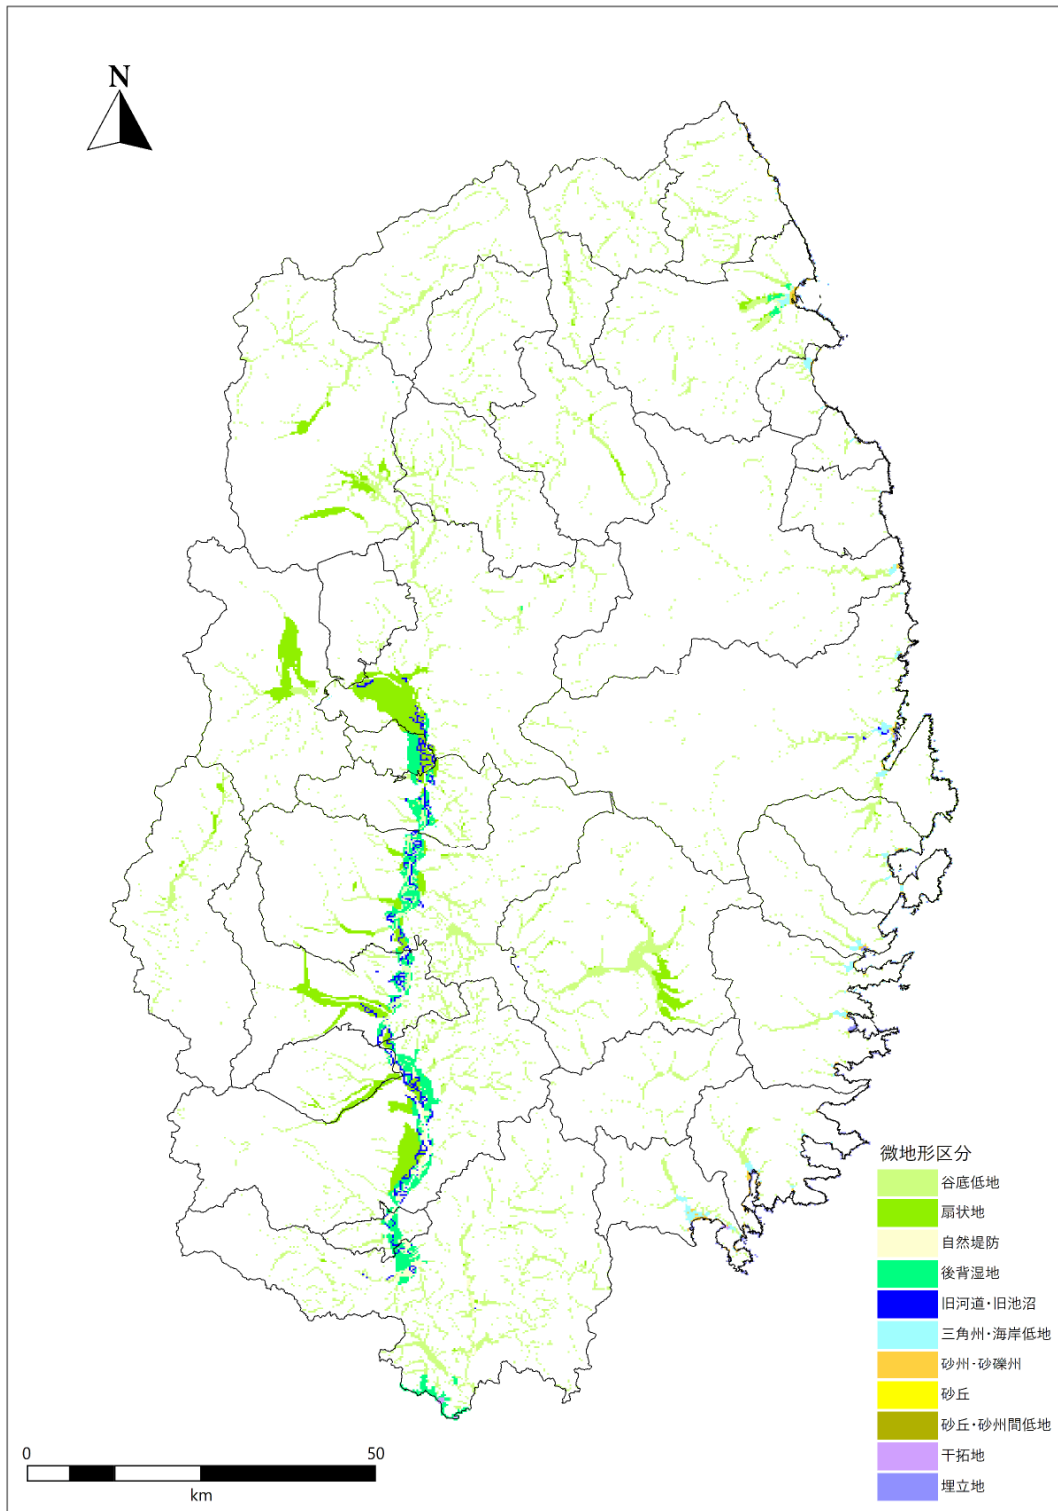 N
微地形区分
谷底低地
扇状地
自然堤防
後背湿地
旧河道・旧池沼
三角州・海岸低地
砂州・砂礫州
砂丘
砂丘・砂州間低地
干拓地
埋立地
0 50
km